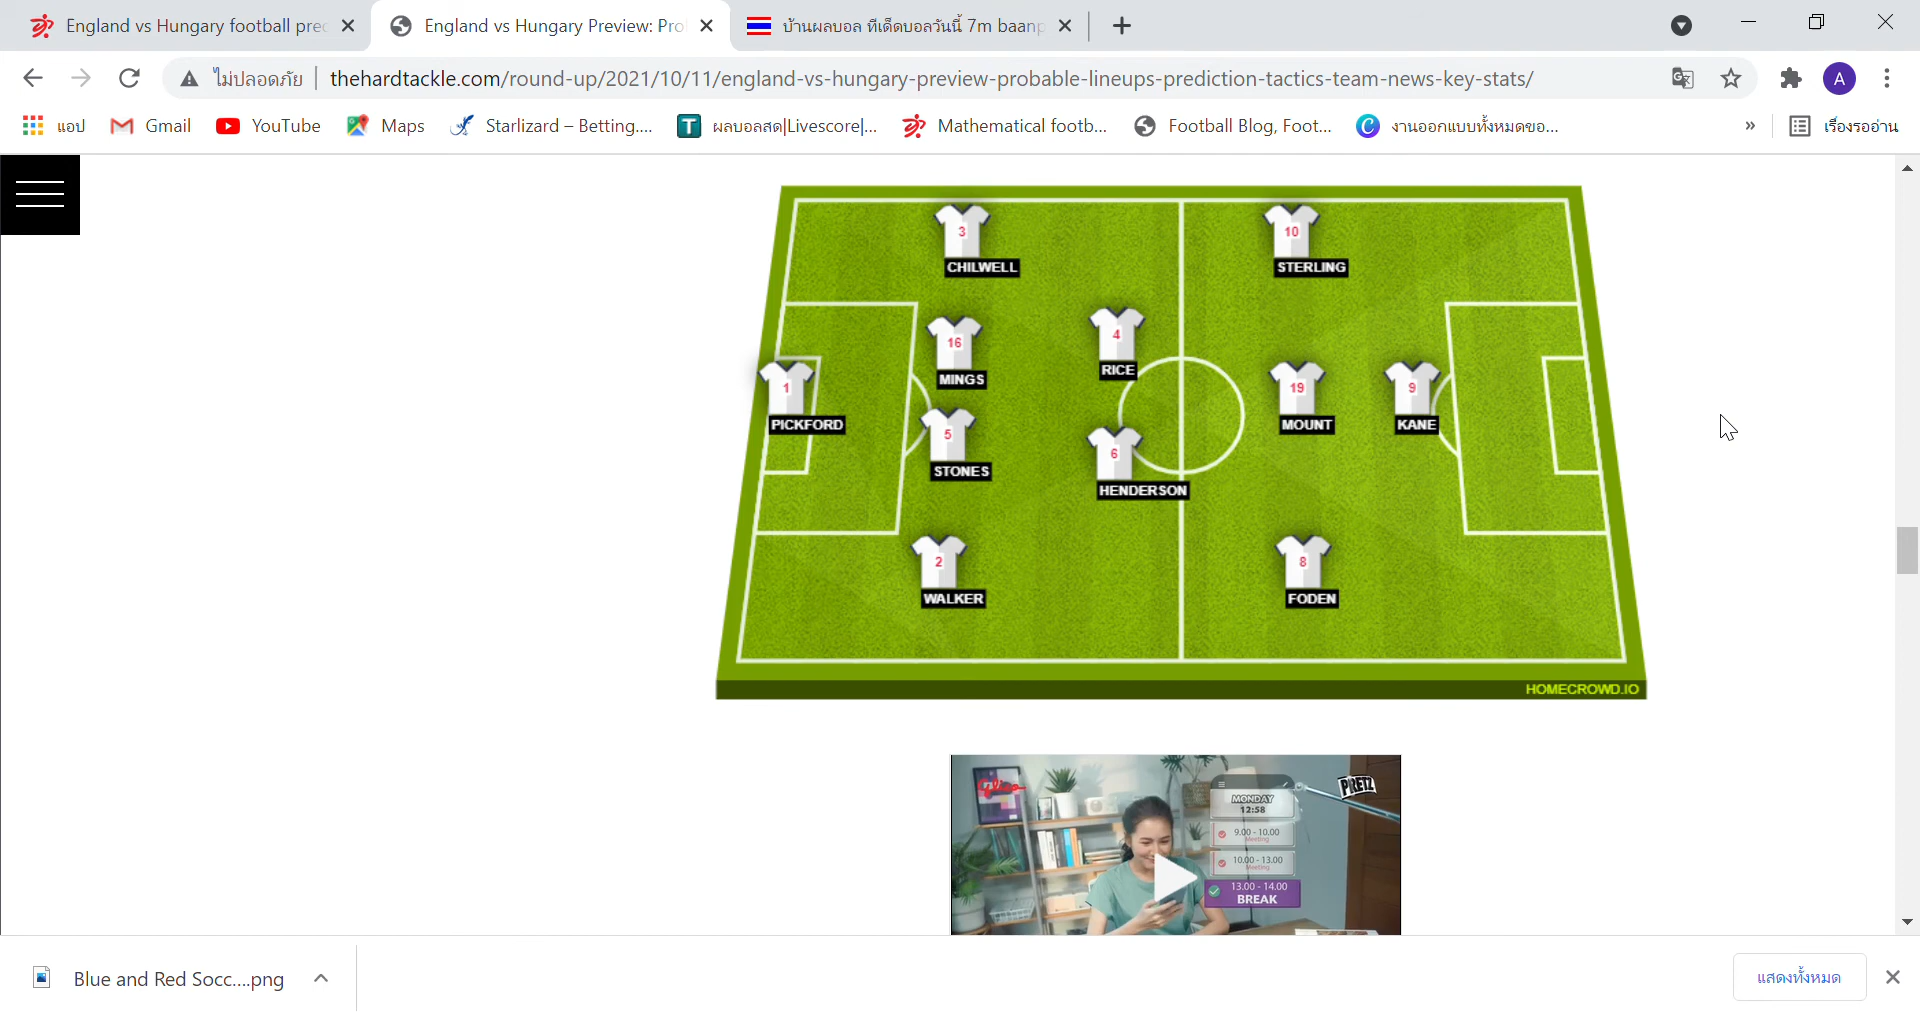 England vs Hungary football prec
England vs Hungary Preview: Pro
บ้านผลบอล ทีเด็ดบอลวันนี้ 7m baanp
ไม่ปลอดภัย
thehardtackle.com/round-up/2021/10/11/england-vs-hungary-preview-probable-lineups-prediction-tactics-team-news-key-stats/
A
แอป
Gmail
YouTube
Maps
Starlizard – Betting....
T
ผลบอลสด|Livescore|...
Mathematical footb...
Football Blog, Foot...
C
งานออกแบบทั้งหมดขอ...
»
เรื่องรออ่าน
3
CHILWELL
10
STERLING
16
MINGS
4
RICE
1
PICKFORD
19
MOUNT
9
KANE
5
STONES
6
HENDERSON
2
WALKER
8
FODEN
HOMECROWD.IO
Glico
PRETZ
MONDAY
12:58
9.00 - 10.00
Meeting
10.00 - 13.00
Meeting
13.00 - 14.00
BREAK
Blue and Red Socc....png
แสดงทั้งหมด